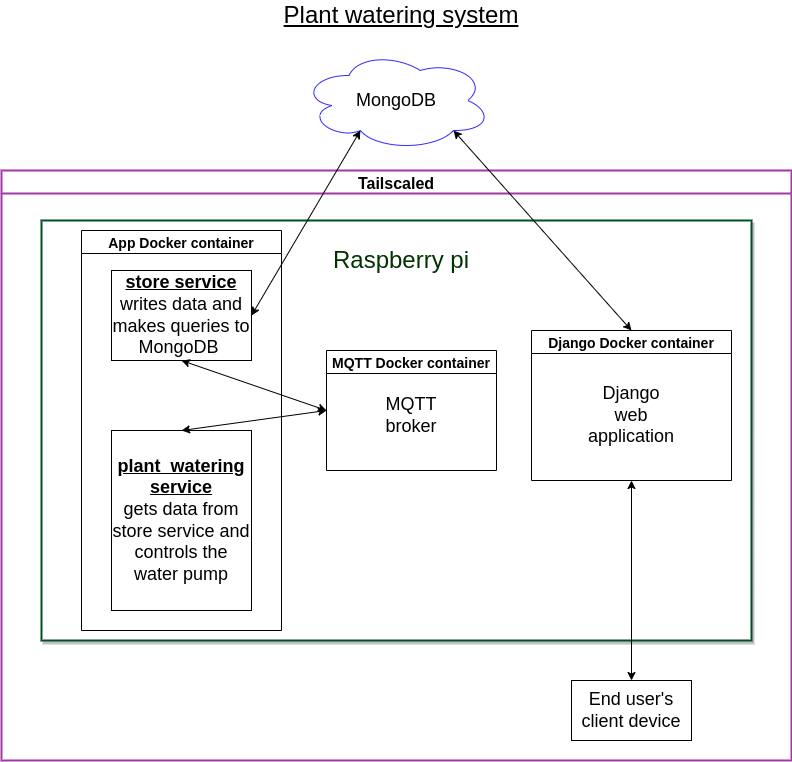 Plant watering system
MongoDB
Tailscaled
App Docker container
Raspberry pi
store service
writes data and
makes queries to
MongoDB
MQTT Docker container
MQTT
broker
Django Docker container
Django
web
application
plant_watering
service
gets data from
store service and
controls the
water pump
End user's
client device